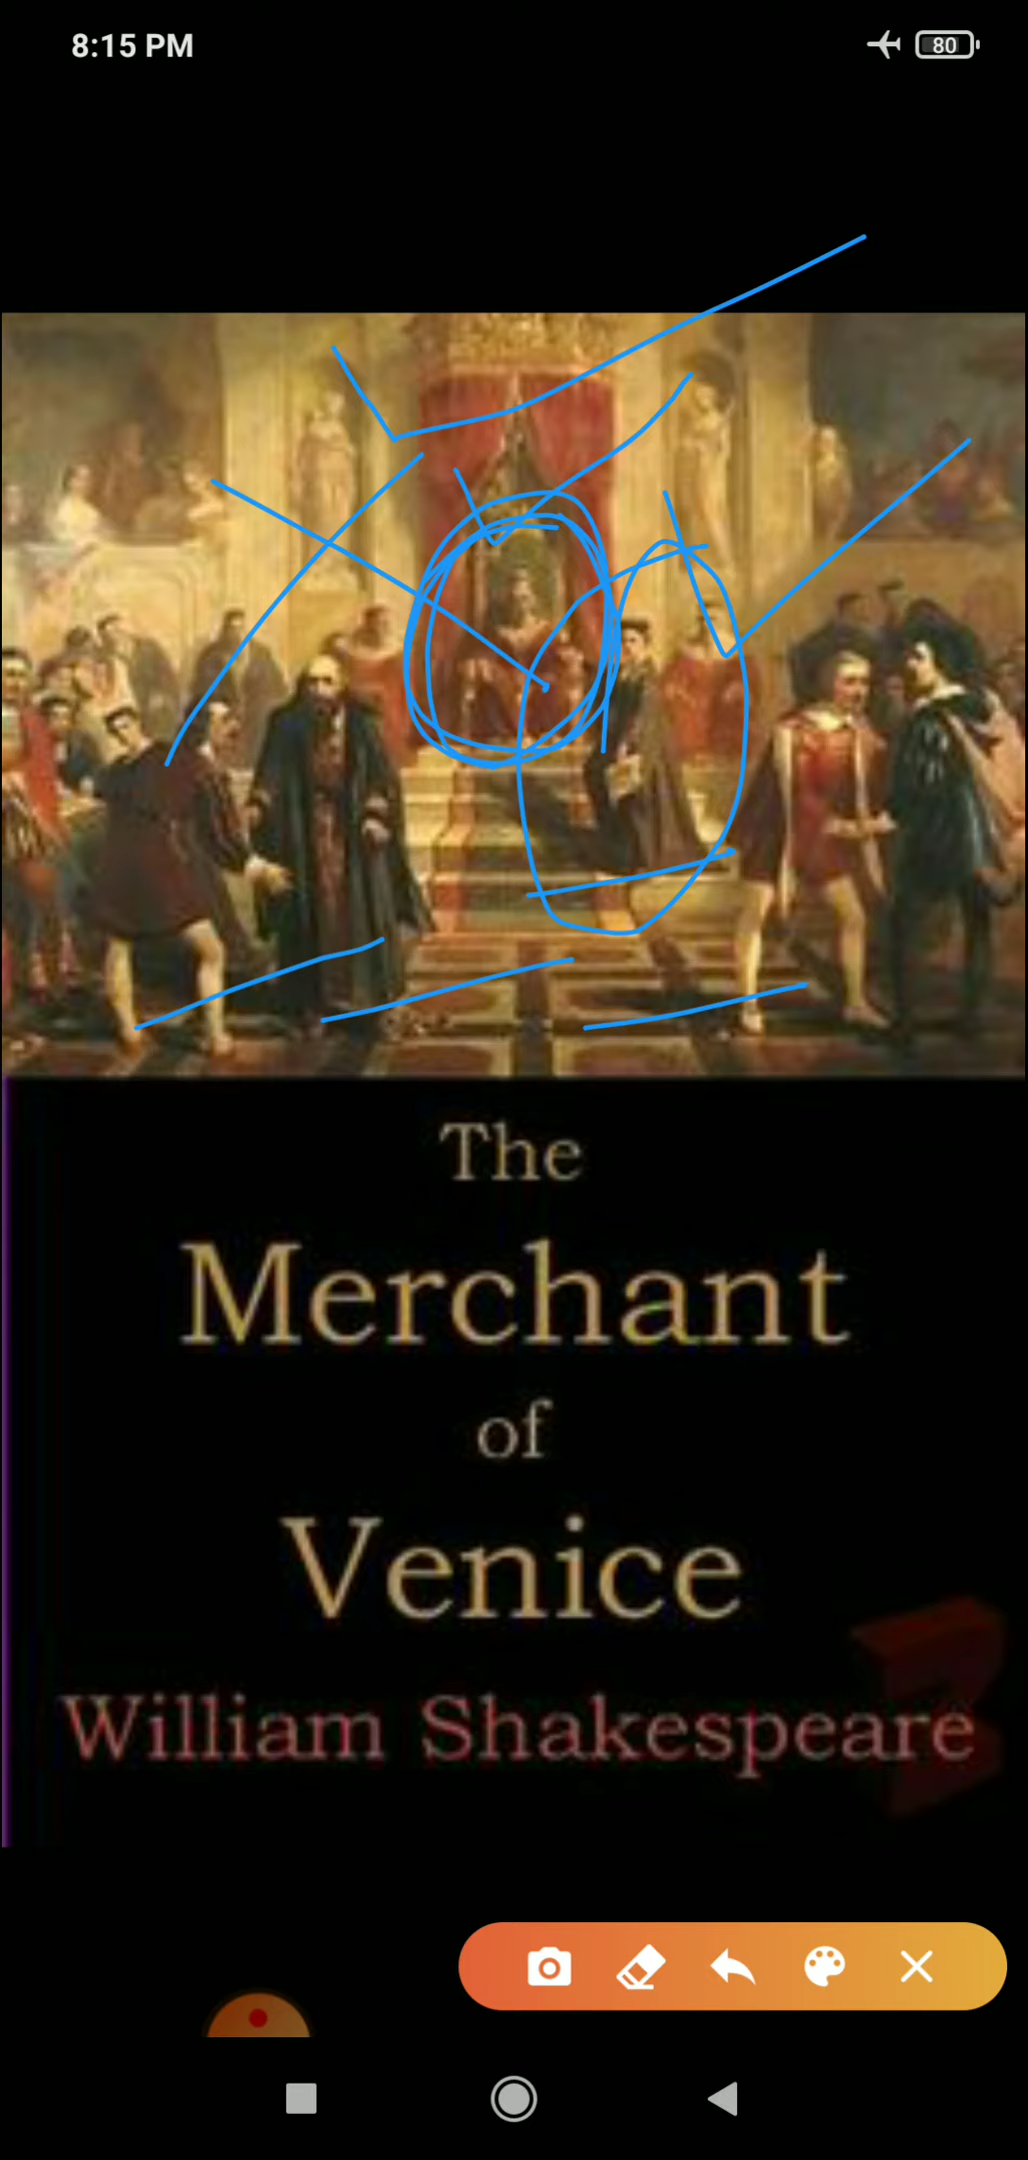 8:15 PM
80
The
Merchant
of
Venice
William Shakespeare